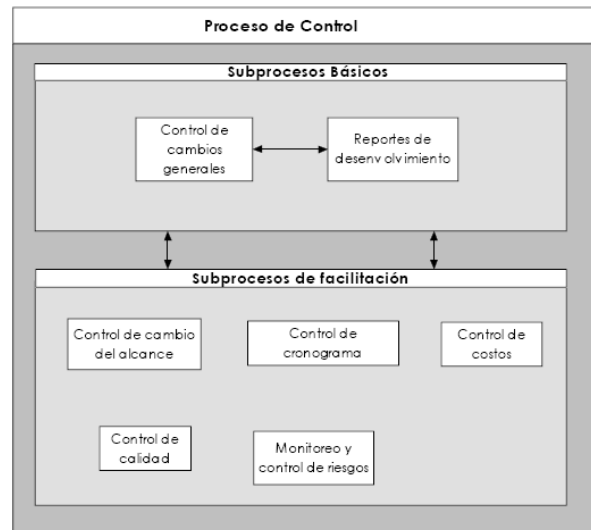 Proceso de Control
Subprocesos Básicos
Control de
cambios
generales
Reportes de
desenvolvimiento
Subprocesos de facilitación
Control de cambio
del alcance
Control de
cronograma
Control de
costos
Control de
calidad
Monitoreo y
control de riesgos